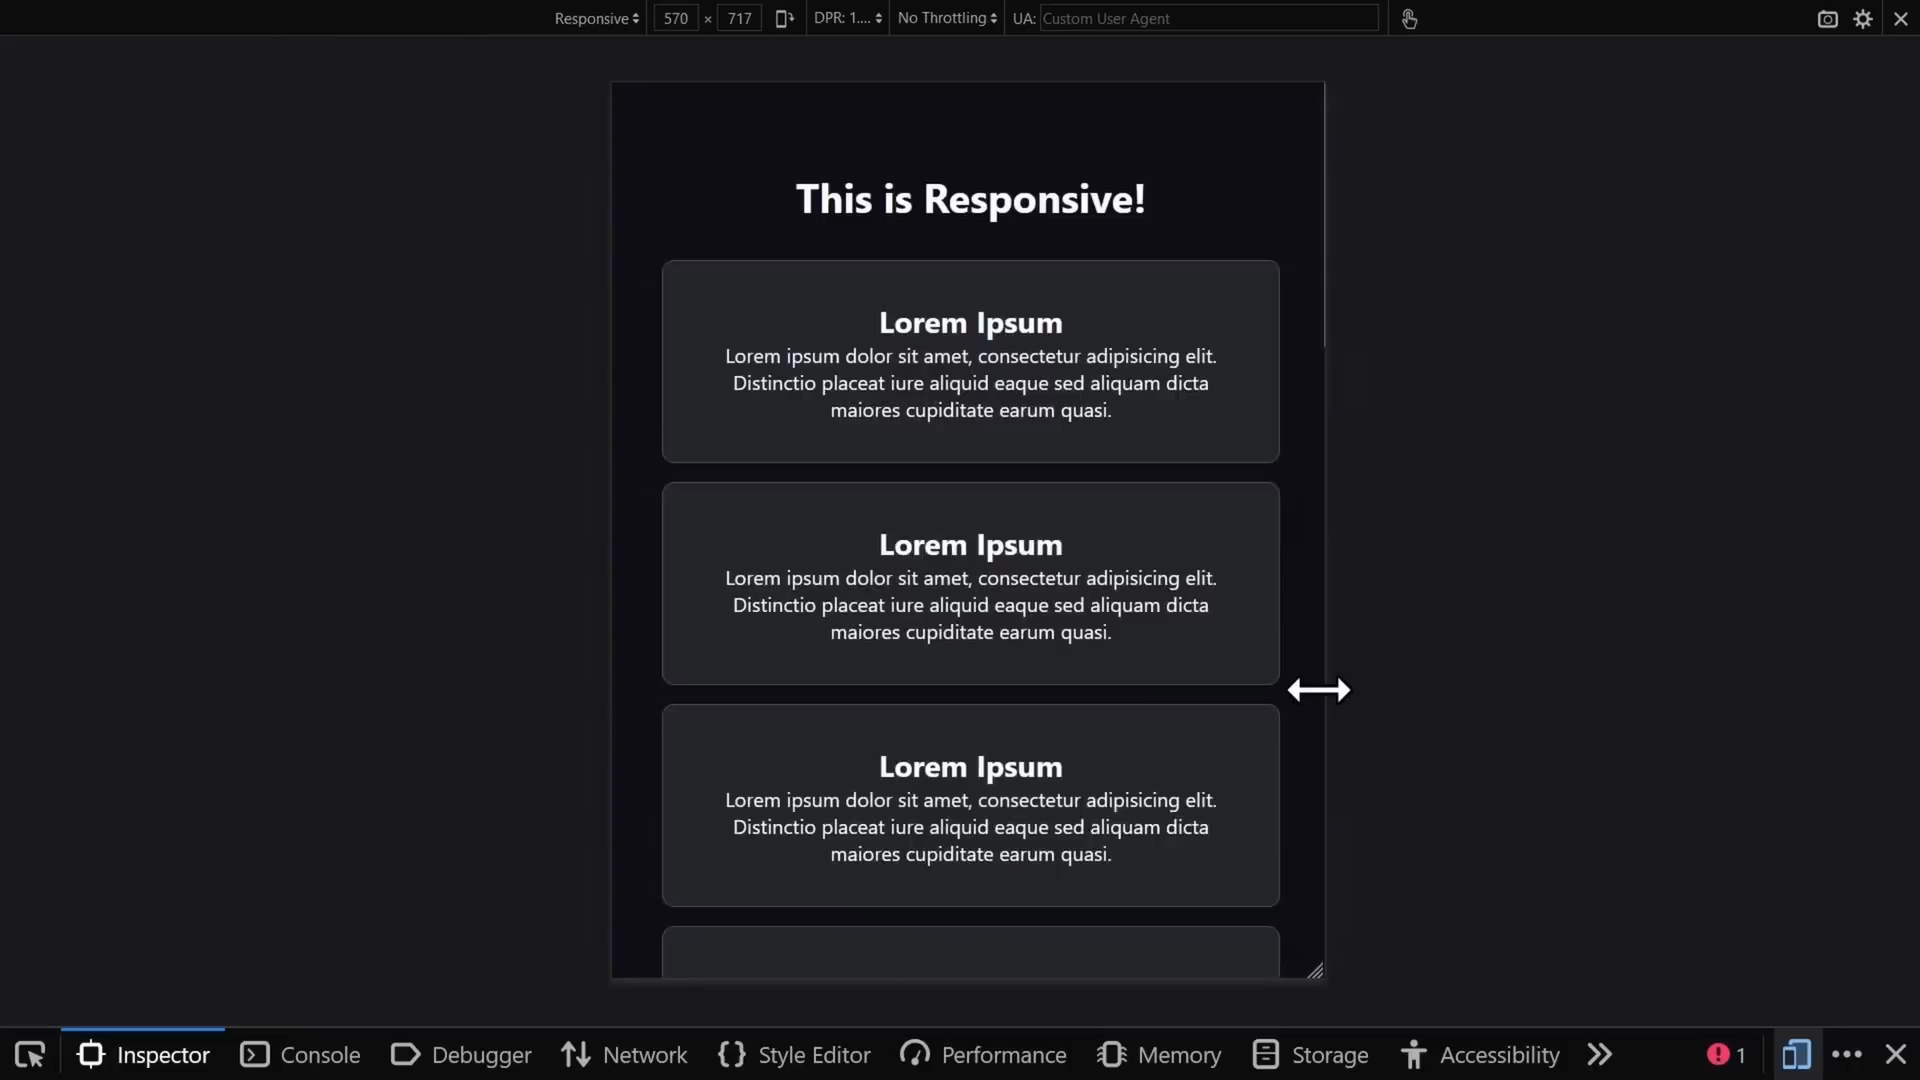 Responsive 570 × 717 DPR: 1.... No Throttling UA: Custom User Agent
This is Responsive!
Lorem Ipsum
Lorem ipsum dolor sit amet, consectetur adipisicing elit.
Distinctio placeat iure aliquid eaque sed aliquam dicta
maiores cupiditate earum quasi.
Lorem Ipsum
Lorem ipsum dolor sit amet, consectetur adipisicing elit.
Distinctio placeat iure aliquid eaque sed aliquam dicta
maiores cupiditate earum quasi.
Lorem Ipsum
Lorem ipsum dolor sit amet, consectetur adipisicing elit.
Distinctio placeat iure aliquid eaque sed aliquam dicta
maiores cupiditate earum quasi.
Inspector Console Debugger Network Style Editor Performance Memory Storage Accessibility 1